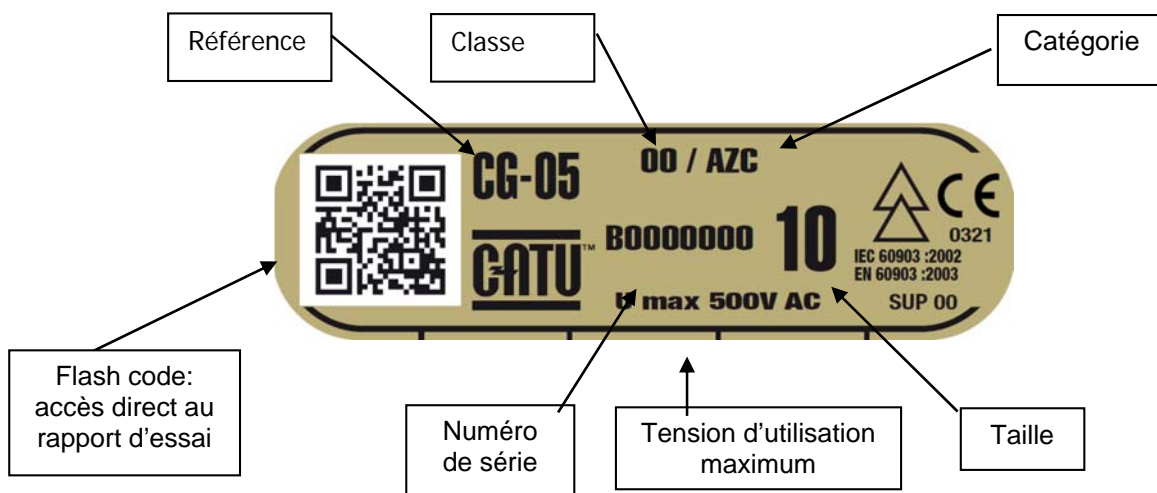 Référence
Classe
Catégorie
CG-05
00 / AZC
CATU™
B0000000
10
CE
0321
IEC 60903 :2002
EN 60903 :2003
U max 500V AC
SUP 00
Flash code:
accès direct au
rapport d'essai
Numéro
de série
Tension d'utilisation
maximum
Taille